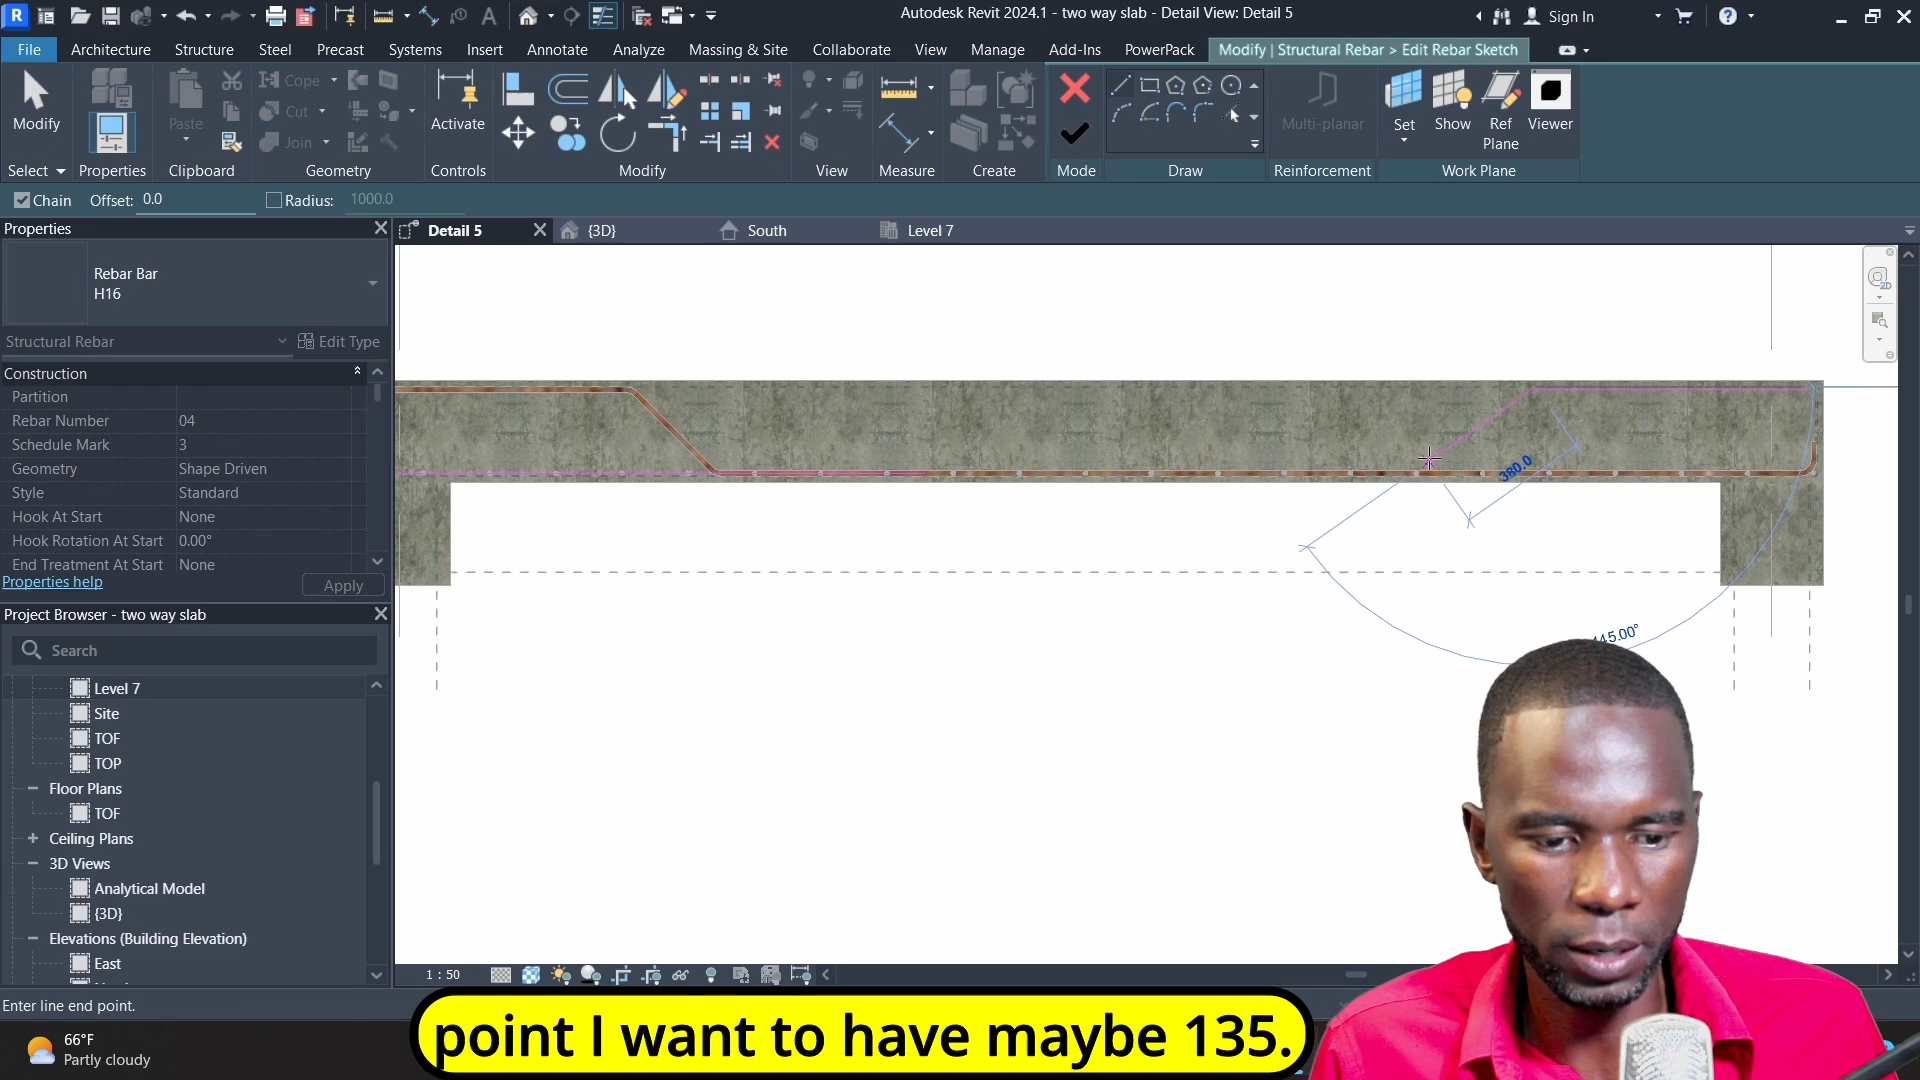 Autodesk Revit 2024.1 - two way slab - Detail View: Detail 5
Sign In
File Architecture Structure Steel Precast Systems Insert Annotate Analyze Massing & Site Collaborate View Manage Add-Ins PowerPack Modify | Structural Rebar > Edit Rebar Sketch
Modify
Paste
Cope
Cut
Join
Activate
Multi-planar
Set
Show
Ref
Plane
Viewer
Select Properties Clipboard Geometry Controls Modify View Measure Create Mode Draw Reinforcement Work Plane
Chain Offset: 0.0 Radius: 1000.0
Properties
Detail 5 {3D} South Level 7
Rebar Bar
H16
Structural Rebar Edit Type
Construction
Partition
Rebar Number 04
Schedule Mark 3
Geometry Shape Driven
Style Standard
Hook At Start None
Hook Rotation At Start 0.00°
End Treatment At Start None
Properties help Apply
Project Browser - two way slab
Search
Level 7
Site
TOF
TOP
Floor Plans
TOF
Ceiling Plans
3D Views
Analytical Model
{3D}
Elevations (Building Elevation)
East
2D
380.0
1 : 50
Enter line end point.
point I want to have maybe 135.
66°F
Partly cloudy